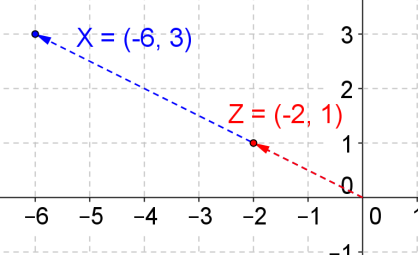 X = (-6, 3)
3
2
Z = (-2, 1)
1
0
−6 −5 −4 −3 −2 −1 0
−1